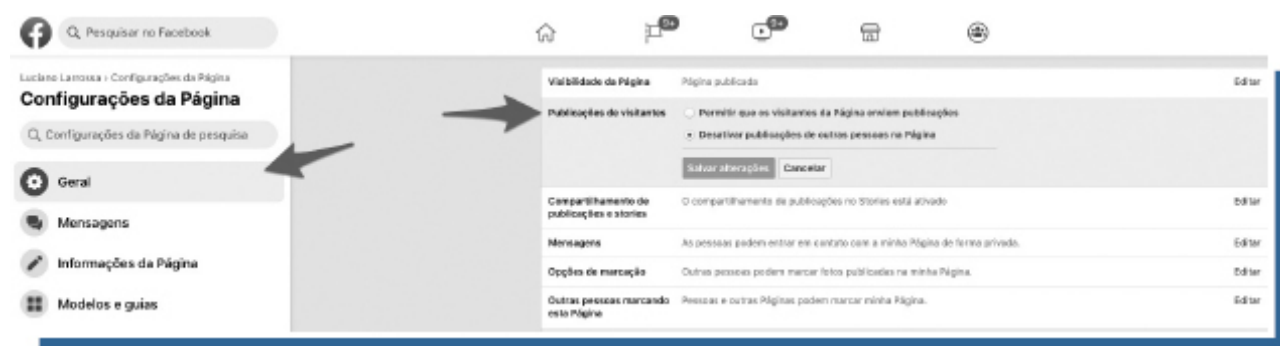 Pesquisar no Facebook
9+
9+
Luciano Larrossa › Configurações da Página
Configurações da Página
Configurações da Página de pesquisa
Geral
Mensagens
Informações da Página
Modelos e guias
Visibilidade da Página Página publicada Editar
Publicações de visitantes Permitir que os visitantes da Página enviem publicações
Desativar publicações de outras pessoas na Página
Salvar alterações Cancelar
Compartilhamento de O compartilhamento de publicações no Stories está ativado Editar
publicações e stories
Mensagens As pessoas podem entrar em contato com a minha Página de forma privada. Editar
Opções de marcação Outras pessoas podem marcar fotos publicadas na minha Página. Editar
Outras pessoas marcando Pessoas e outras Páginas podem marcar minha Página. Editar
esta Página